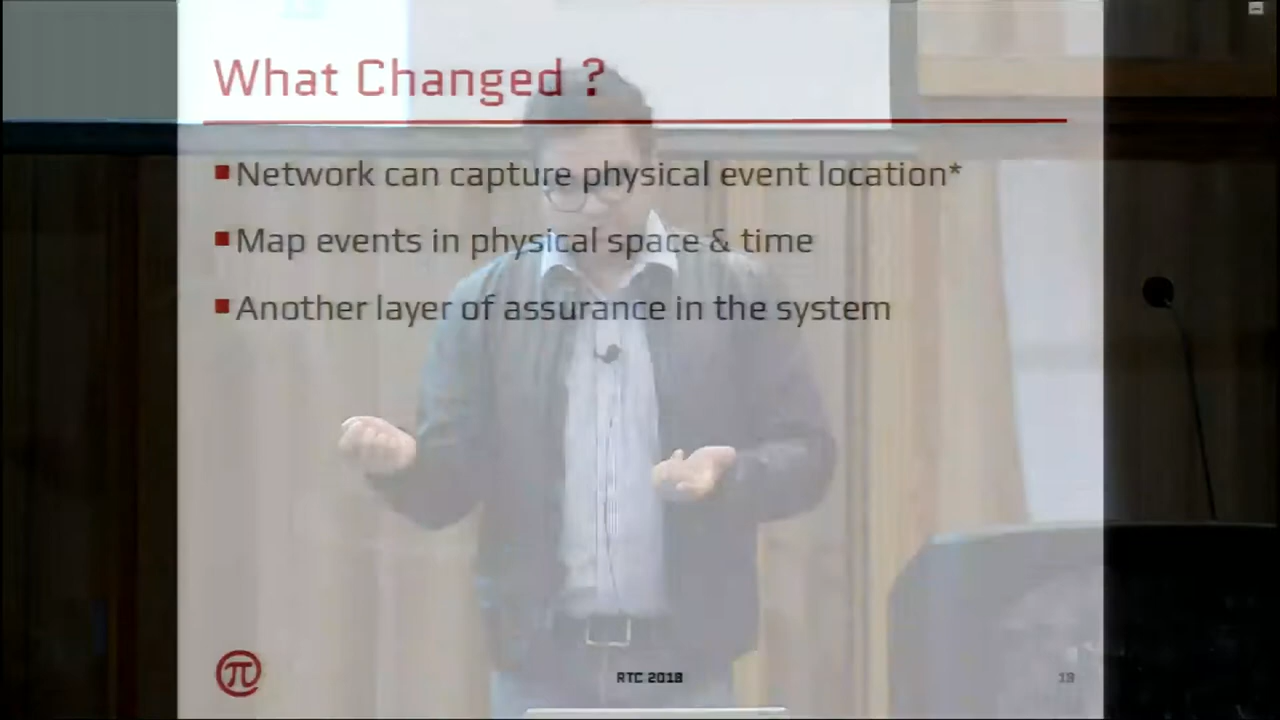 What Changed ?
Network can capture physical event location*
Map events in physical space & time
Another layer of assurance in the system
RTC 2018